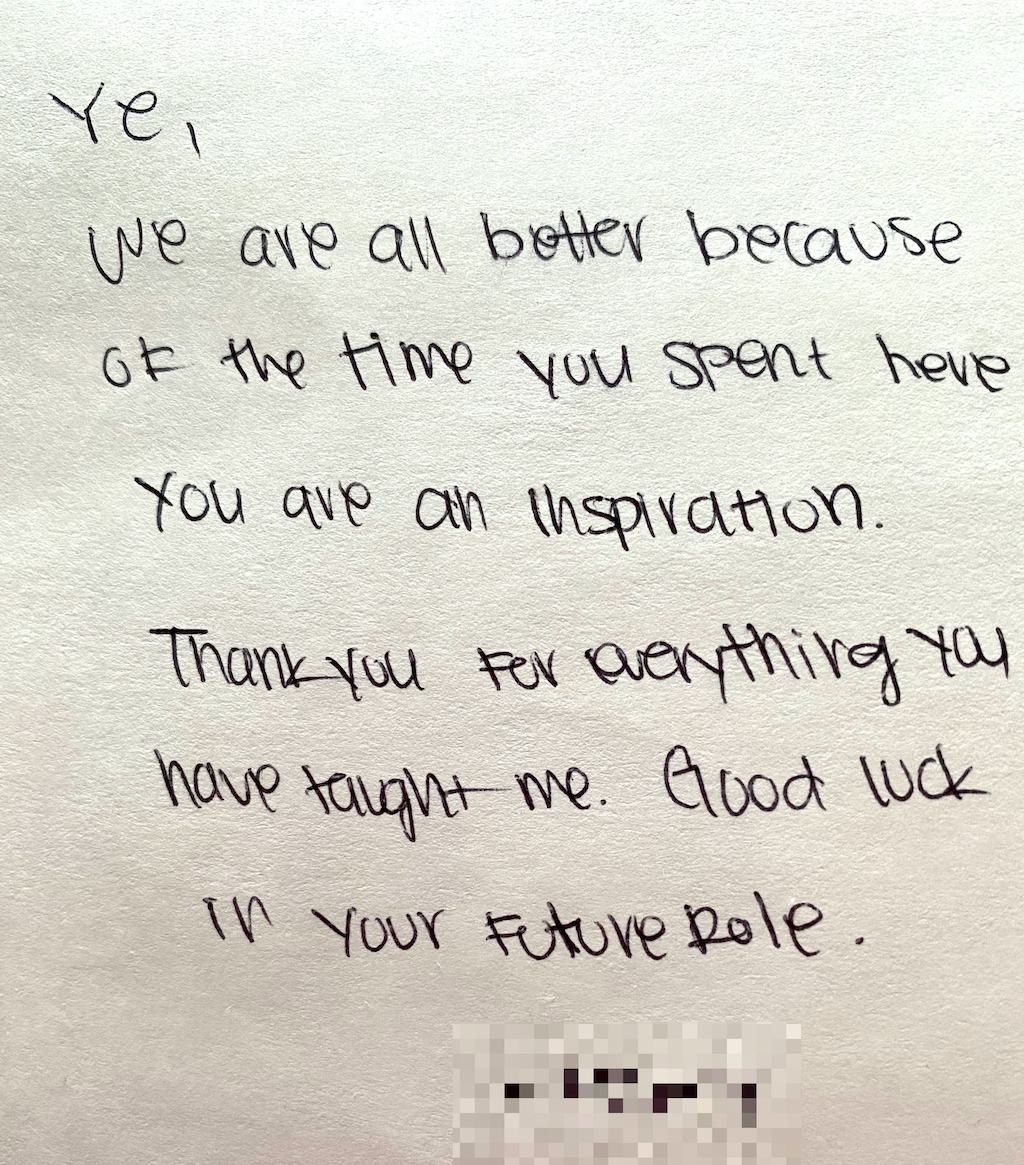 Ye,
We are all better because
of the time you spent here
You are an inspiration.
Thank you for everything you
have taught me. Good luck
in your future Role.